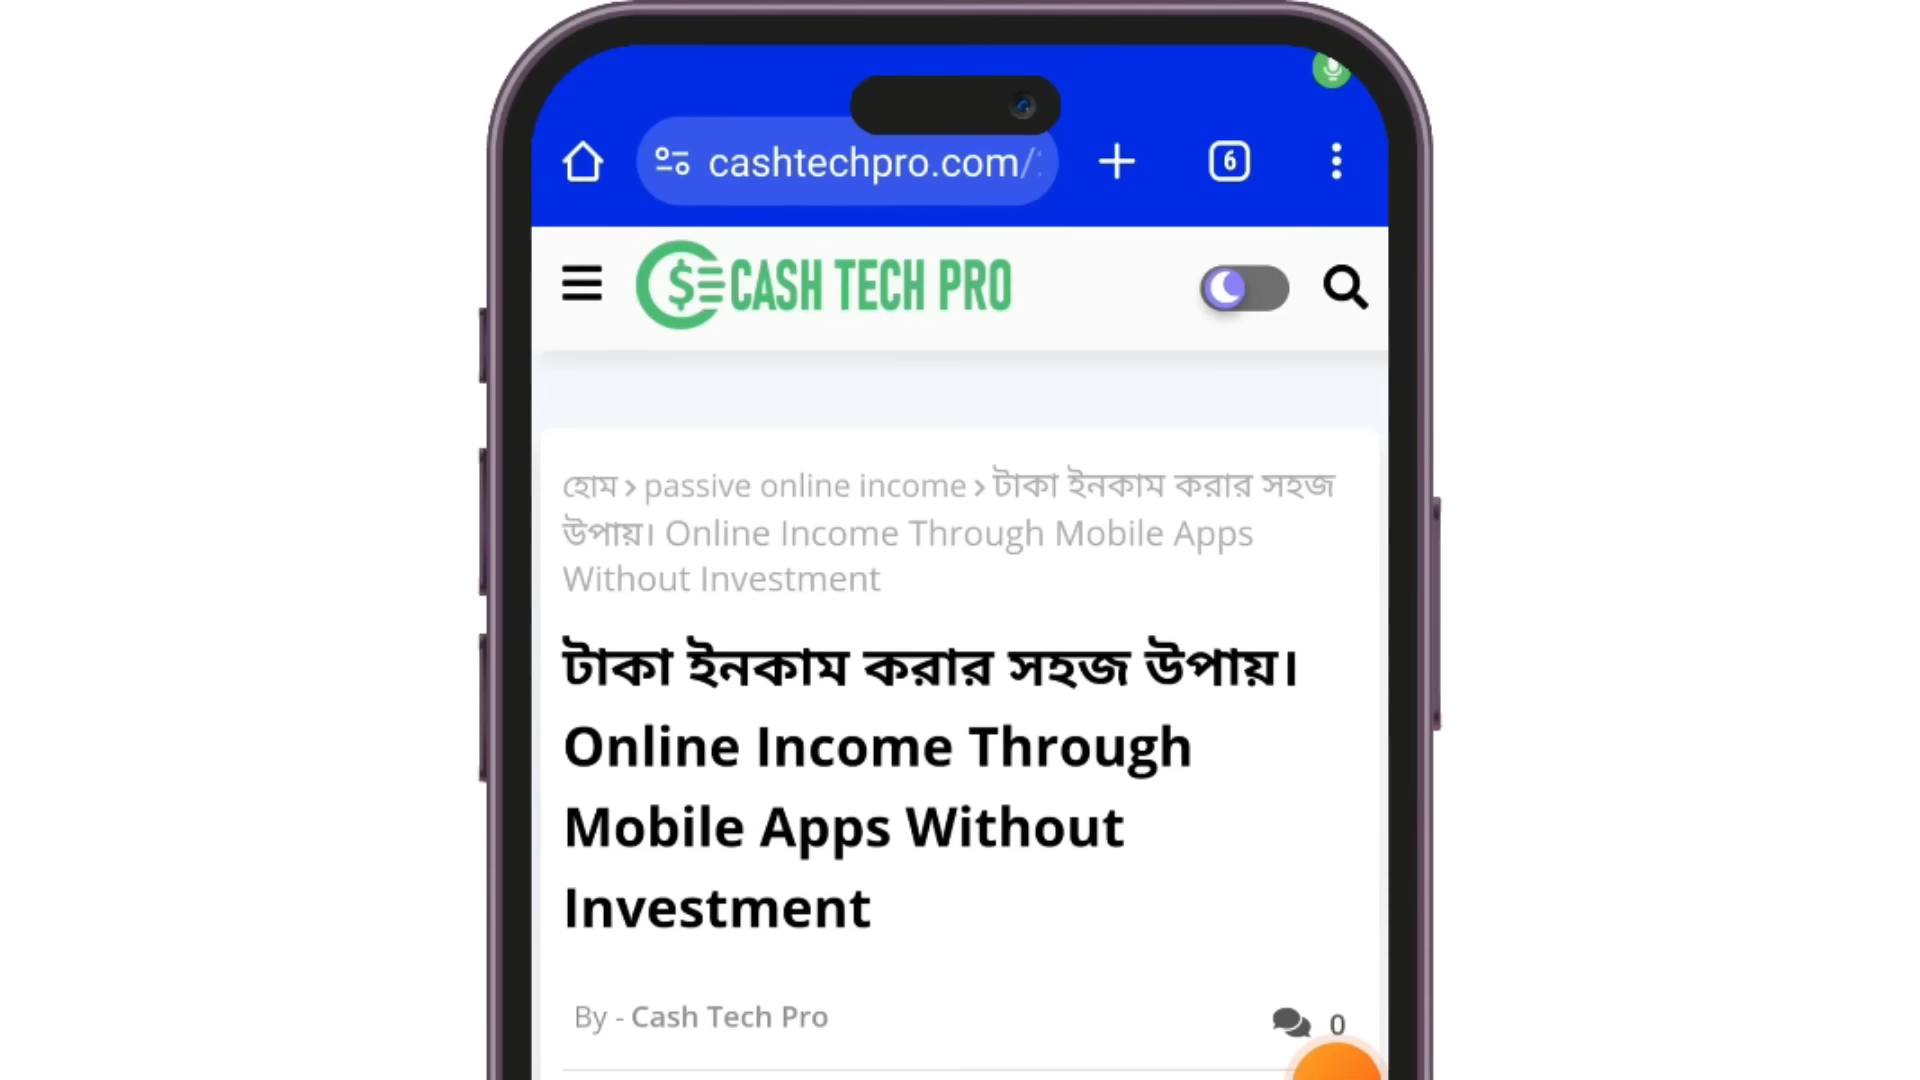 cashtechpro.com/
6
CASH TECH PRO
হোম › passive online income › টাকা ইনকাম করার সহজ
উপায়। Online Income Through Mobile Apps
Without Investment
টাকা ইনকাম করার সহজ উপায়।
Online Income Through
Mobile Apps Without
Investment
By - Cash Tech Pro
0